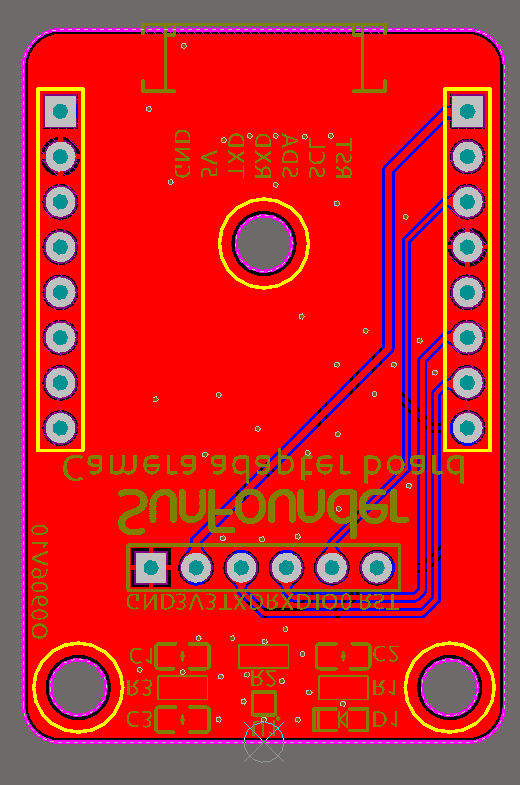 GND
5V
TXD
RXD
SDA
SCL
RST
Camera adapter board
SunFounder
O00906V10
GND3V3TXDRXDIO0 RST
C1
C2
R2
R3
R1
C3
D1